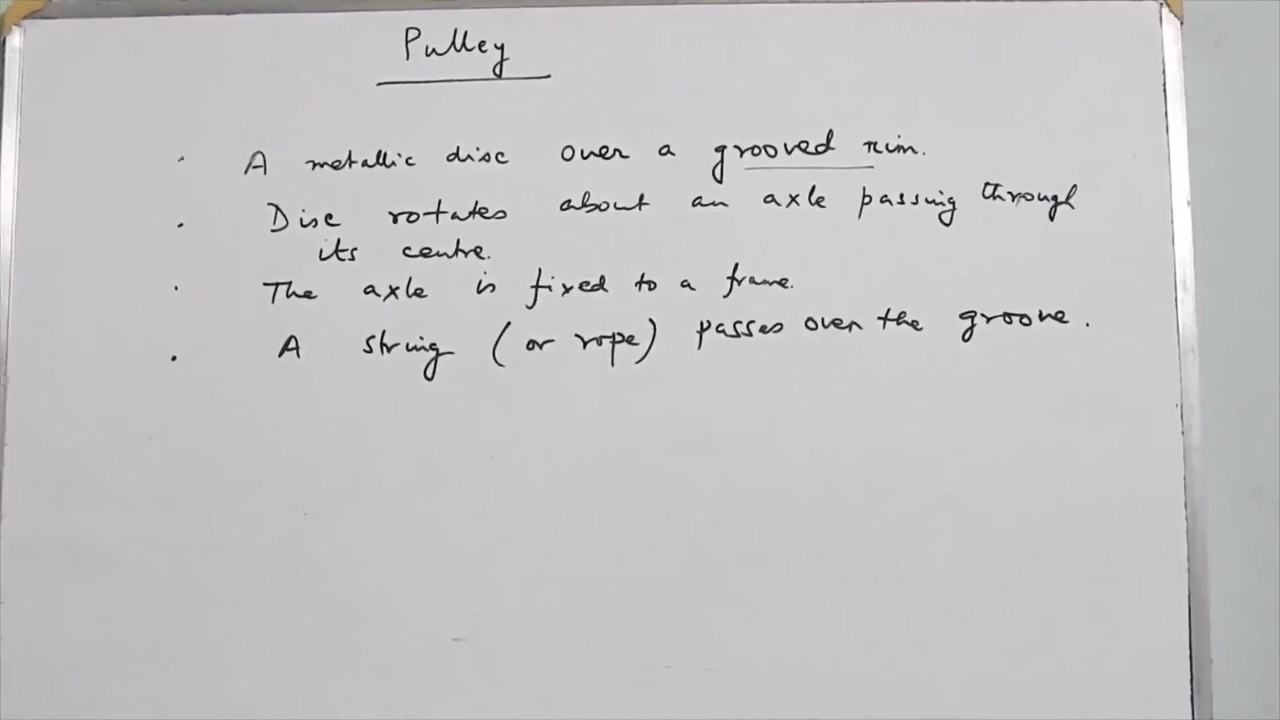 Pulley
· A metallic disc over a grooved rim.
· Disc rotates about an axle passing through
its centre.
· The axle is fixed to a frame.
· A string (or rope) passes over the groove.